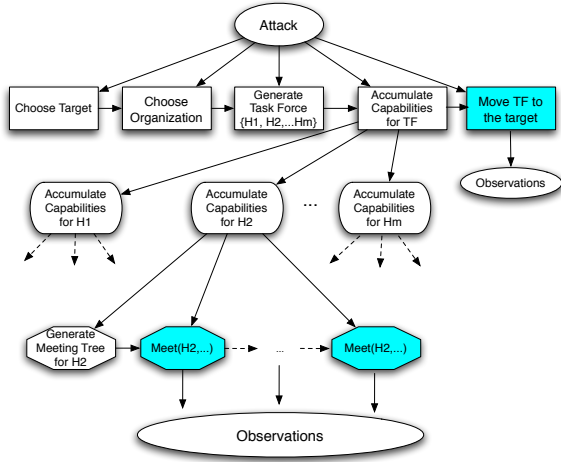 Attack
Choose Target
Choose
Organization
Generate
Task Force
{H1, H2,...Hm}
Accumulate
Capabilities
for TF
Move TF to
the target
Observations
Accumulate
Capabilities
for H1
Accumulate
Capabilities
for H2
...
Accumulate
Capabilities
for Hm
Generate
Meeting Tree
for H2
Meet(H2,...)
...
Meet(H2,...)
Observations